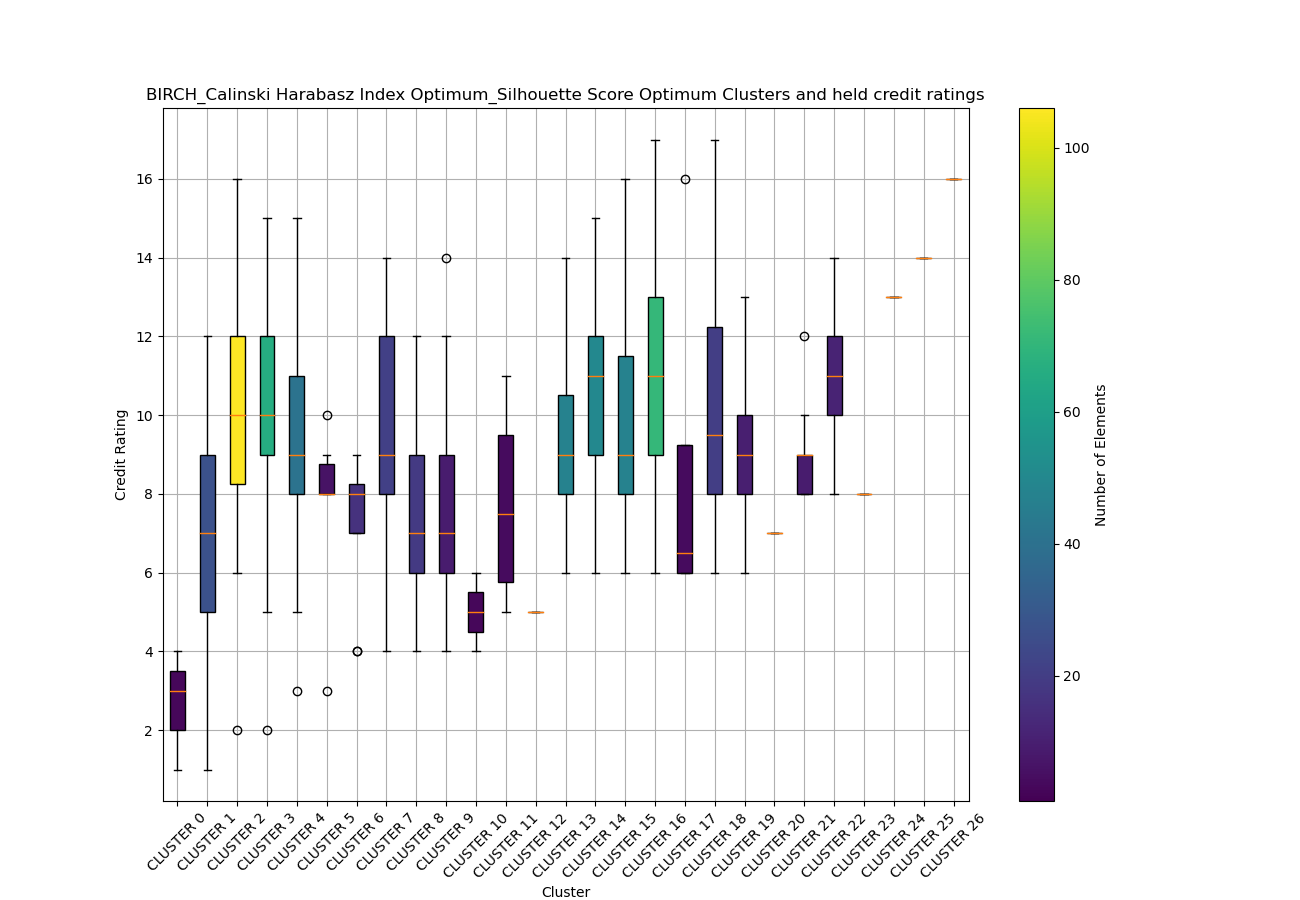 BIRCH_Calinski Harabasz Index Optimum_Silhouette Score Optimum Clusters and held credit ratings
Credit Rating
16
14
12
10
8
6
4
2
CLUSTER 0
CLUSTER 1
CLUSTER 2
CLUSTER 3
CLUSTER 4
CLUSTER 5
CLUSTER 6
CLUSTER 7
CLUSTER 8
CLUSTER 9
CLUSTER 10
CLUSTER 11
CLUSTER 12
CLUSTER 13
CLUSTER 14
CLUSTER 15
CLUSTER 16
CLUSTER 17
CLUSTER 18
CLUSTER 19
CLUSTER 20
CLUSTER 21
CLUSTER 22
CLUSTER 23
CLUSTER 24
CLUSTER 25
CLUSTER 26
Cluster
100
80
60
40
20
Number of Elements